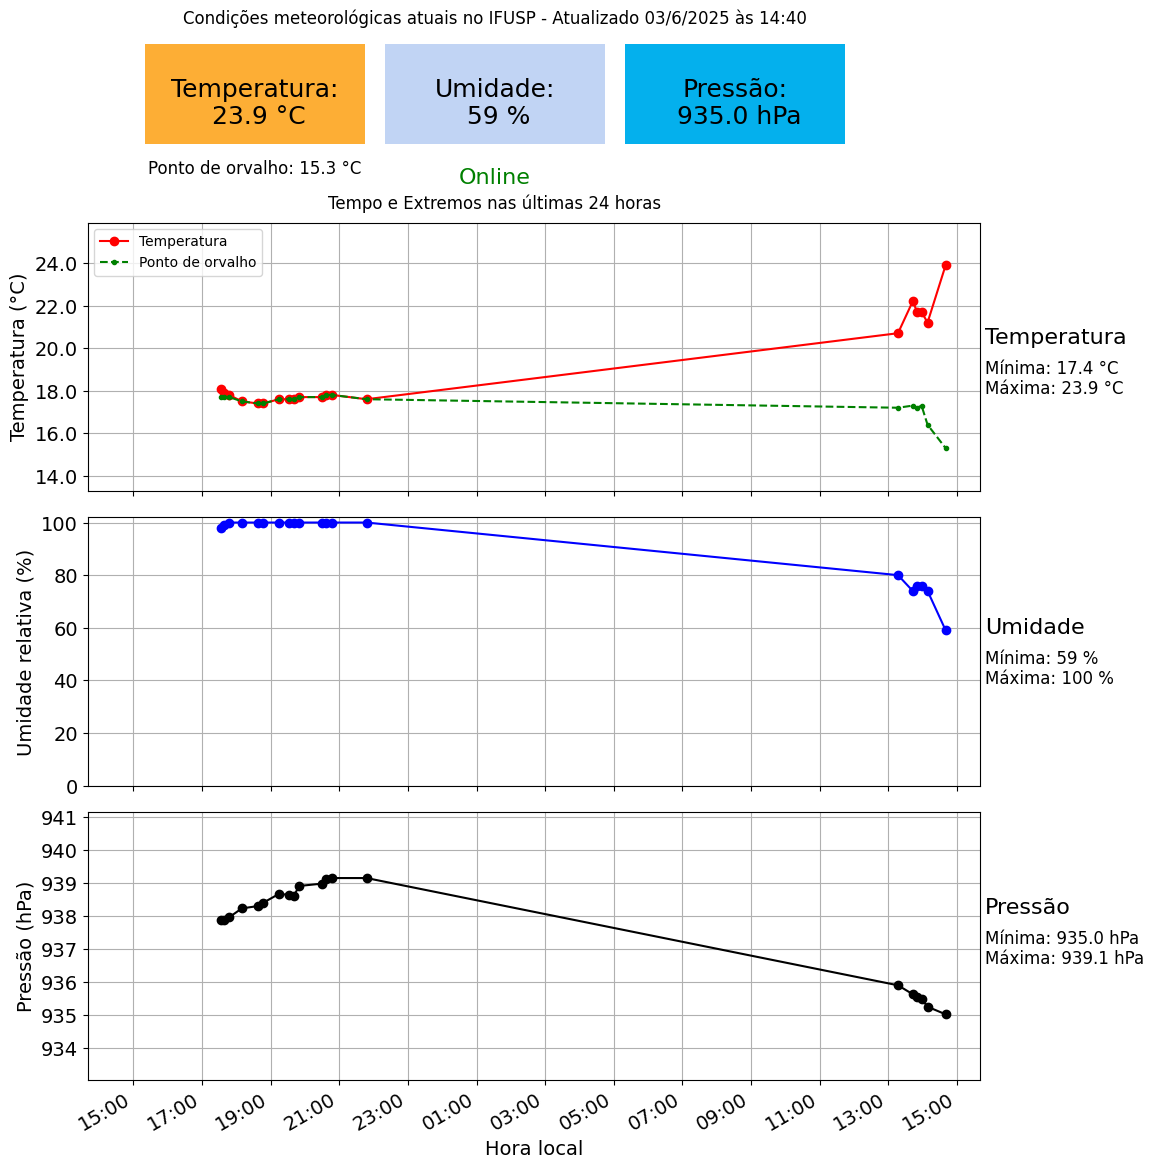 Condições meteorológicas atuais no IFUSP - Atualizado 03/6/2025 às 14:40
Temperatura:
23.9 °C
Umidade:
59 %
Pressão:
935.0 hPa
Ponto de orvalho: 15.3 °C
Online
Tempo e Extremos nas últimas 24 horas
Temperatura
Ponto de orvalho
Temperatura (°C)
24.0
22.0
20.0
18.0
16.0
14.0
Temperatura
Mínima: 17.4 °C
Máxima: 23.9 °C
Umidade relativa (%)
100
80
60
40
20
0
Umidade
Mínima: 59 %
Máxima: 100 %
Pressão (hPa)
941
940
939
938
937
936
935
934
Pressão
Mínima: 935.0 hPa
Máxima: 939.1 hPa
15:00
17:00
19:00
21:00
23:00
01:00
03:00
05:00
07:00
09:00
11:00
13:00
15:00
Hora local